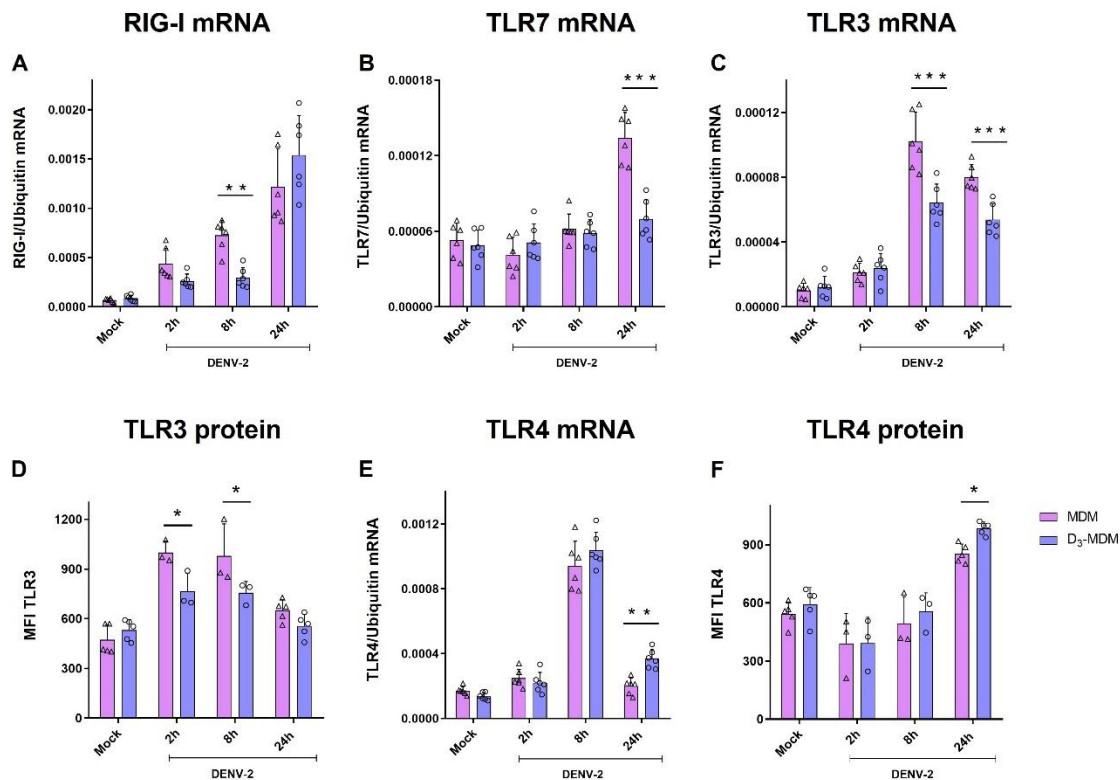 RIG-I mRNA
TLR7 mRNA
TLR3 mRNA
A
RIG-I/Ubiquitin mRNA
0.0020
0.0015
0.0010
0.0005
0.0000
* *
Mock
2h
8h
24h
DENV-2
B
TLR7/Ubiquitin mRNA
0.00018
0.00012
0.00006
0.00000
* * *
Mock
2h
8h
24h
DENV-2
C
TLR3/Ubiquitin mRNA
0.00012
0.00008
0.00004
0.00000
* * *
* * *
Mock
2h
8h
24h
DENV-2
TLR3 protein
TLR4 mRNA
TLR4 protein
D
MFI TLR3
1200
900
600
300
0
*
*
Mock
2h
8h
24h
DENV-2
E
TLR4/Ubiquitin mRNA
0.0012
0.0008
0.0004
0.0000
* *
Mock
2h
8h
24h
DENV-2
F
MFI TLR4
900
600
300
0
*
Mock
2h
8h
24h
DENV-2
MDM
D₃-MDM